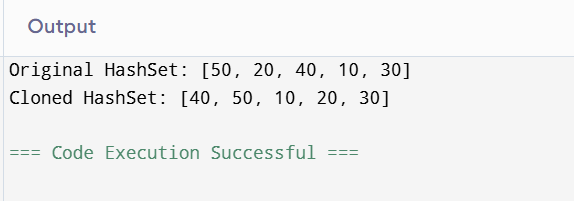 Output
Original HashSet: [50, 20, 40, 10, 30]
Cloned HashSet: [40, 50, 10, 20, 30]
=== Code Execution Successful ===